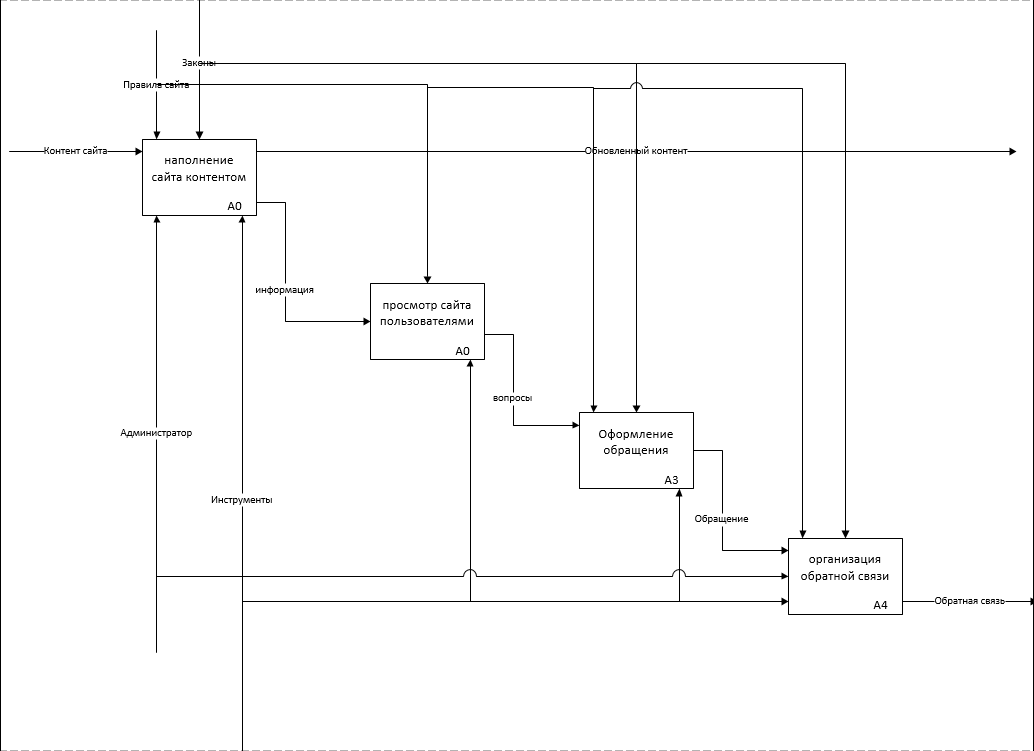 Законы
Правила сайта
Контент сайта
наполнение
сайта контентом
A0
Обновленный контент
информация
просмотр сайта
пользователями
A0
вопросы
Администратор
Оформление
обращения
A3
Инструменты
Обращение
организация
обратной связи
A4
Обратная связь